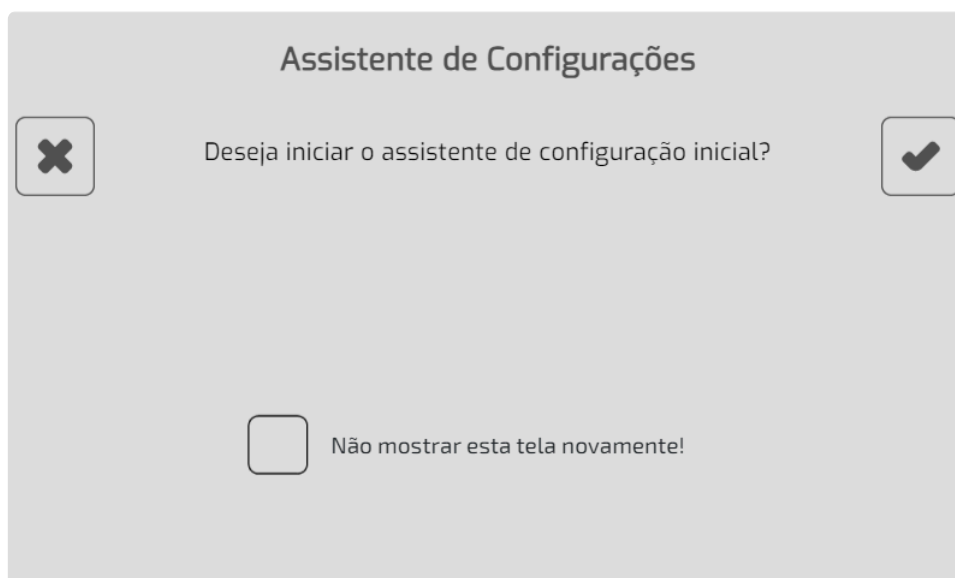 Assistente de Configurações
Deseja iniciar o assistente de configuração inicial?
Não mostrar esta tela novamente!